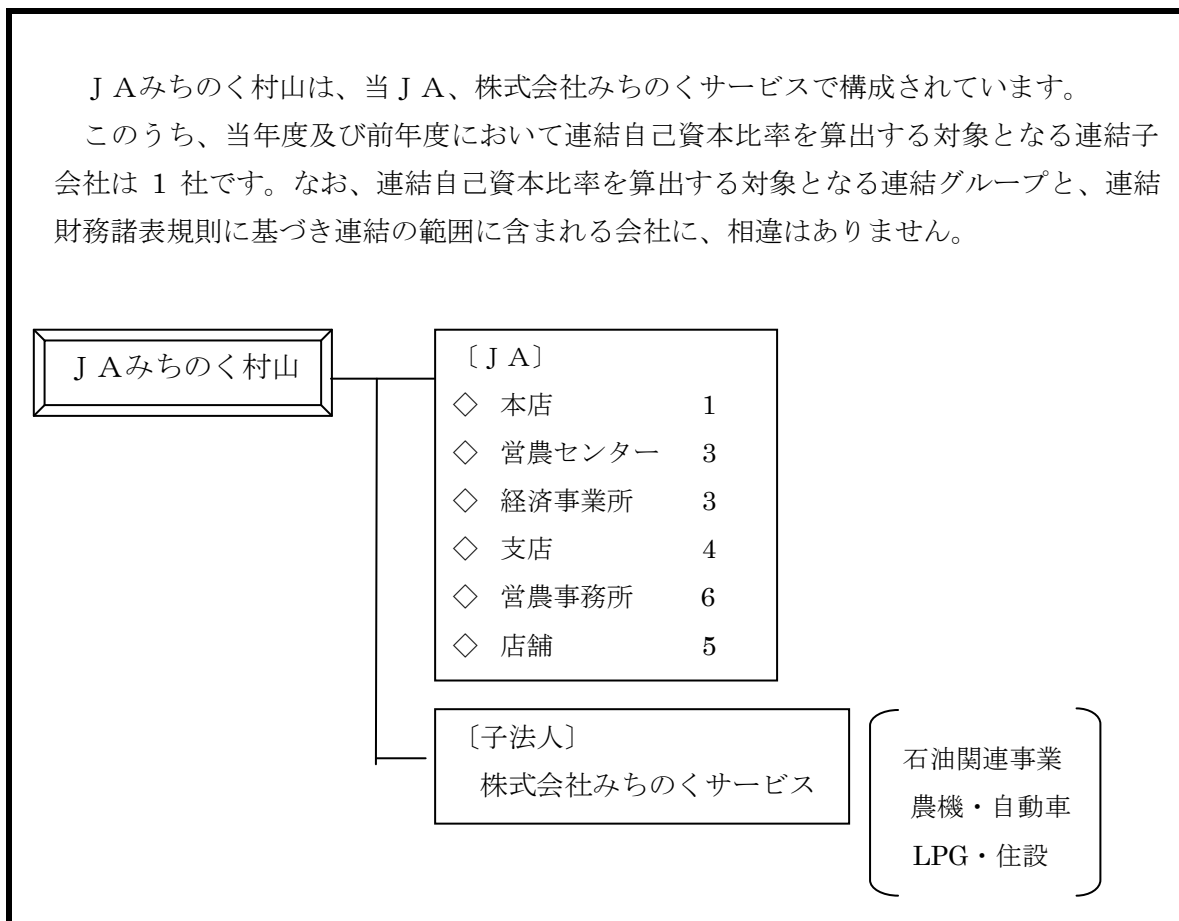 ＪＡみちのく村山は、当ＪＡ、株式会社みちのくサービスで構成されています。
このうち、当年度及び前年度において連結自己資本比率を算出する対象となる連結子
会社は 1 社です。なお、連結自己資本比率を算出する対象となる連結グループと、連結
財務諸表規則に基づき連結の範囲に含まれる会社に、相違はありません。
ＪＡみちのく村山
〔ＪＡ〕
◇ 本店 1
◇ 営農センター 3
◇ 経済事業所 3
◇ 支店 4
◇ 営農事務所 6
◇ 店舗 5
〔子法人〕
株式会社みちのくサービス
石油関連事業
農機・自動車
LPG・住設